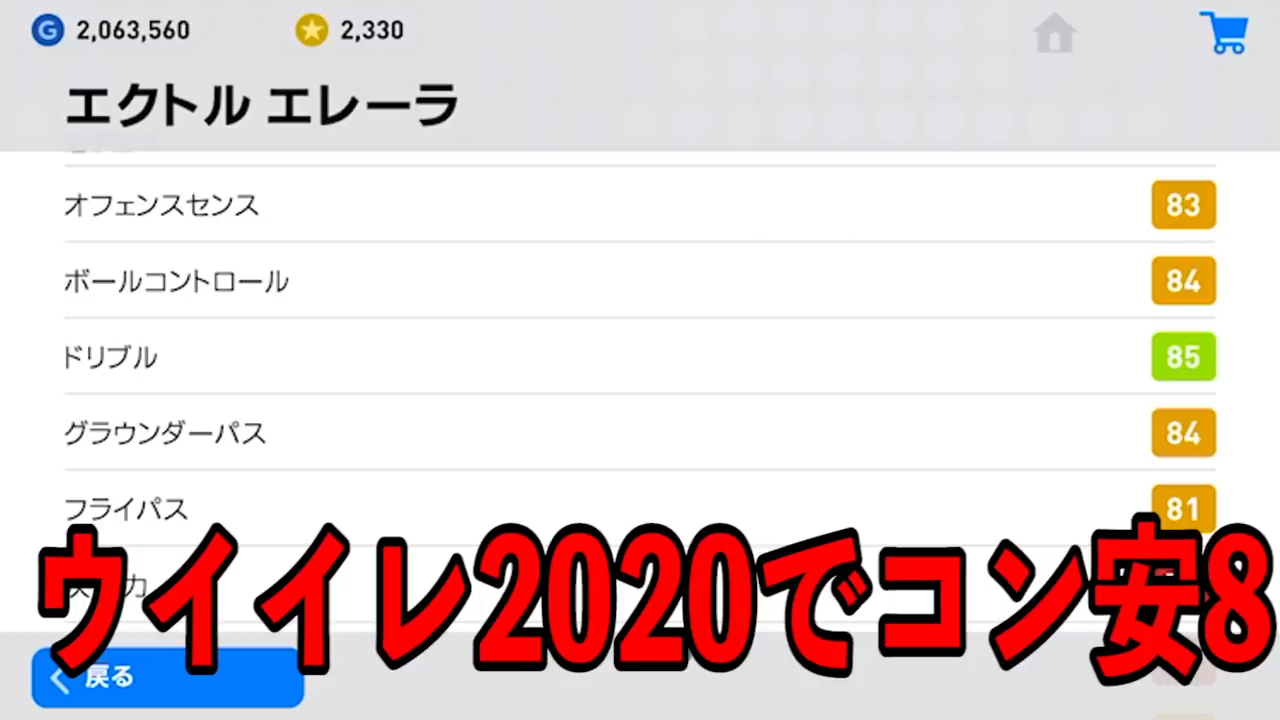 G 2,063,560 2,330
エクトル エレーラ
オフェンスセンス 83
ボールコントロール 84
ドリブル 85
グラウンダーパス 84
フライパス 81
ウイイレ2020でコン安8
戻る